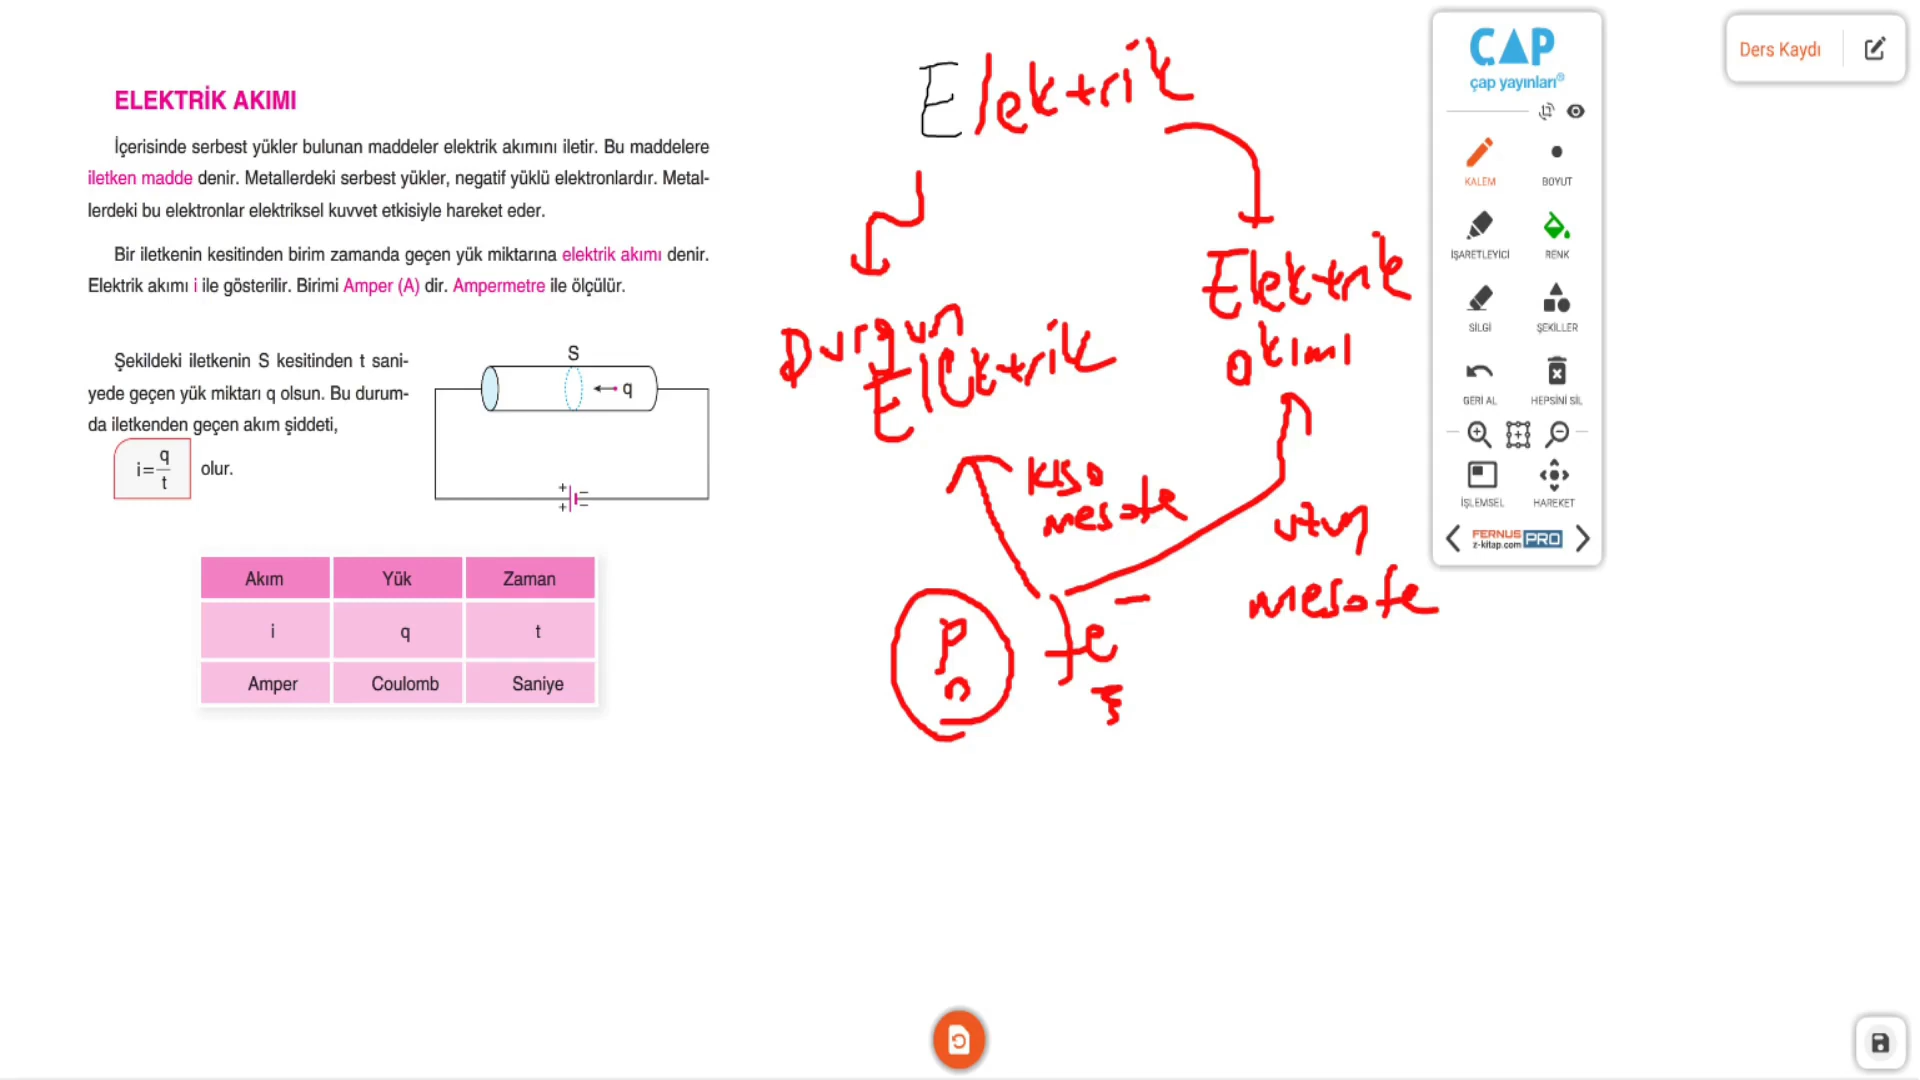 ELEKTRİK AKIMI
İçerisinde serbest yükler bulunan maddeler elektrik akımını iletir. Bu maddelere
iletken madde denir. Metallerdeki serbest yükler, negatif yüklü elektronlardır. Metal-
lerdeki bu elektronlar elektriksel kuvvet etkisiyle hareket eder.
Bir iletkenin kesitinden birim zamanda geçen yük miktarına elektrik akımı denir.
Elektrik akımı i ile gösterilir. Birimi Amper (A) dir. Ampermetre ile ölçülür.
Şekildeki iletkenin S kesitinden t sani-
yede geçen yük miktarı q olsun. Bu durum-
da iletkenden geçen akım şiddeti,
i=q/t olur.
S
q
+ −
+ −
Akım Yük Zaman
i q t
Amper Coulomb Saniye
Elektrik
Durgun
Elektrik
Elektrik
akımı
kısa
mesafe
uzun
mesafe
p
n
e −
ÇAP
çap yayınları®
KALEM BOYUT
İŞARETLEYİCİ RENK
SİLGİ ŞEKİLLER
GERİ AL HEPSİNİ SİL
İŞLEMSEL HAREKET
FERNUS
z-kitap.com PRO
Ders Kaydı